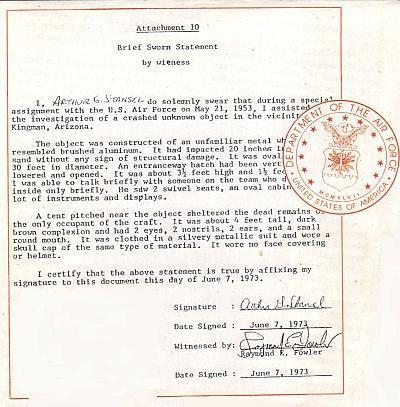 Attachment 10
Brief Sworn Statement
by witness
I, ARTHUR G. STANSEL do solemnly swear that during a special
assignment with the U.S. Air Force on May 21, 1953, I assisted
the investigation of a crashed unknown object in the vicinity
Kingman, Arizona.
The object was constructed of an unfamiliar metal
resembled brushed aluminum. It had impacted 20 inches
sand without any sign of structural damage. It was oval
30 feet in diameter. An entranceway hatch had been
lowered and opened. It was about 3½ feet high and 1½
I was able to talk briefly with someone on the team who
inside only briefly. He saw 2 swivel seats, an oval
lot of instruments and displays.
A tent pitched near the object sheltered the dead remains
the only occupant of the craft. It was about 4 feet tall, dark
brown complexion and had 2 eyes, 2 nostrils, 2 ears, and a small
round mouth. It was clothed in a silvery metallic suit and wore a
skull cap of the same type of material. It wore no face covering
or helmet.
I certify that the above statement is true by affixing my
signature to this document this day of June 7, 1973.
Signature :
Date Signed : June 7, 1973
Witnessed by: Raymond E. Fowler
Raymond E. Fowler
Date Signed : June 7, 1973
DEPARTMENT OF THE AIR FORCE
MCMXLVII
UNITED STATES OF AMERICA